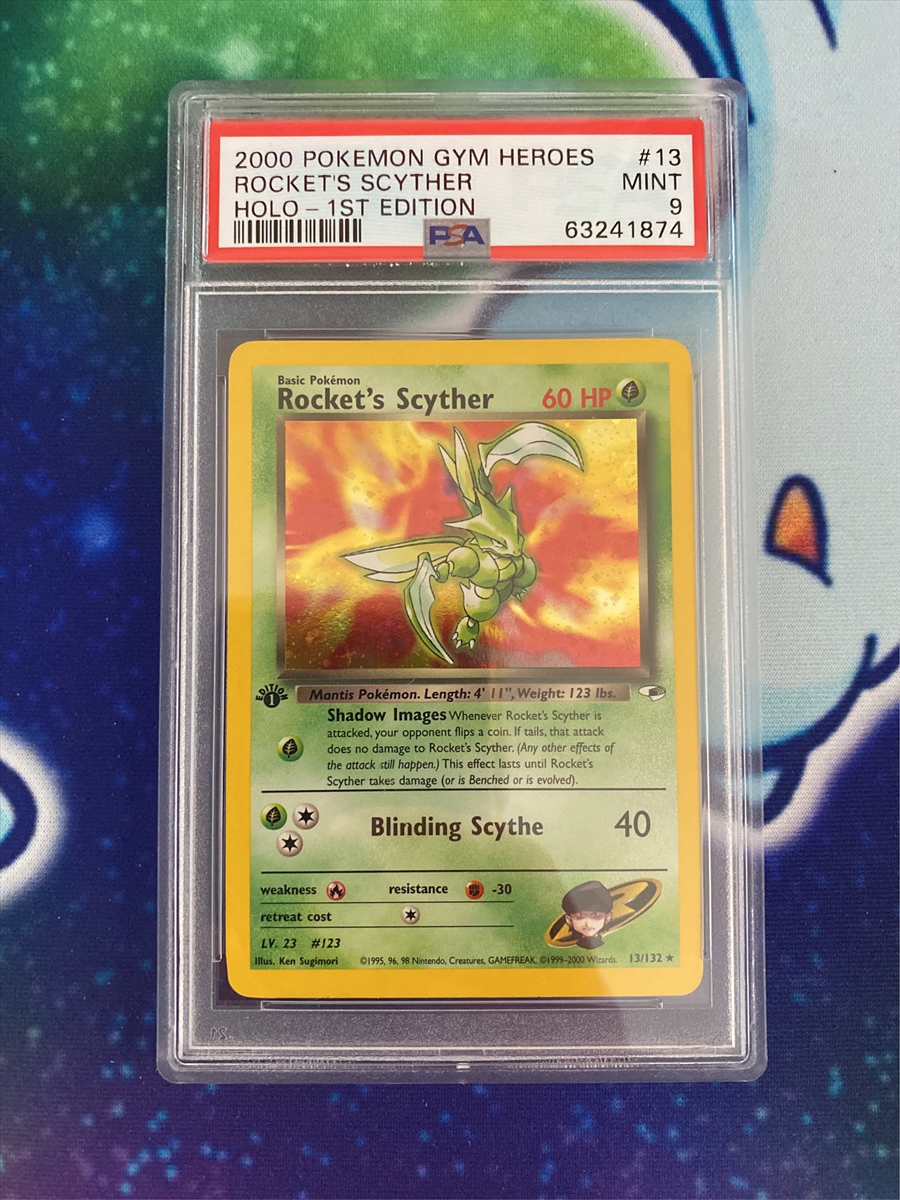 2000 POKEMON GYM HEROES #13
ROCKET'S SCYTHER MINT
HOLO – 1ST EDITION 9
PSA 63241874
Basic Pokémon
Rocket's Scyther 60 HP
EDITION 1
Mantis Pokémon. Length: 4' 11", Weight: 123 lbs.
Shadow Images Whenever Rocket's Scyther is
attacked, your opponent flips a coin. If tails, that attack
does no damage to Rocket's Scyther. (Any other effects of
the attack still happen.) This effect lasts until Rocket's
Scyther takes damage (or is Benched or is evolved).
Blinding Scythe 40
weakness resistance -30
retreat cost
LV. 23 #123
Illus. Ken Sugimori ©1995, 96, 98 Nintendo, Creatures, GAMEFREAK. ©1999-2000 Wizards. 13/132 ★